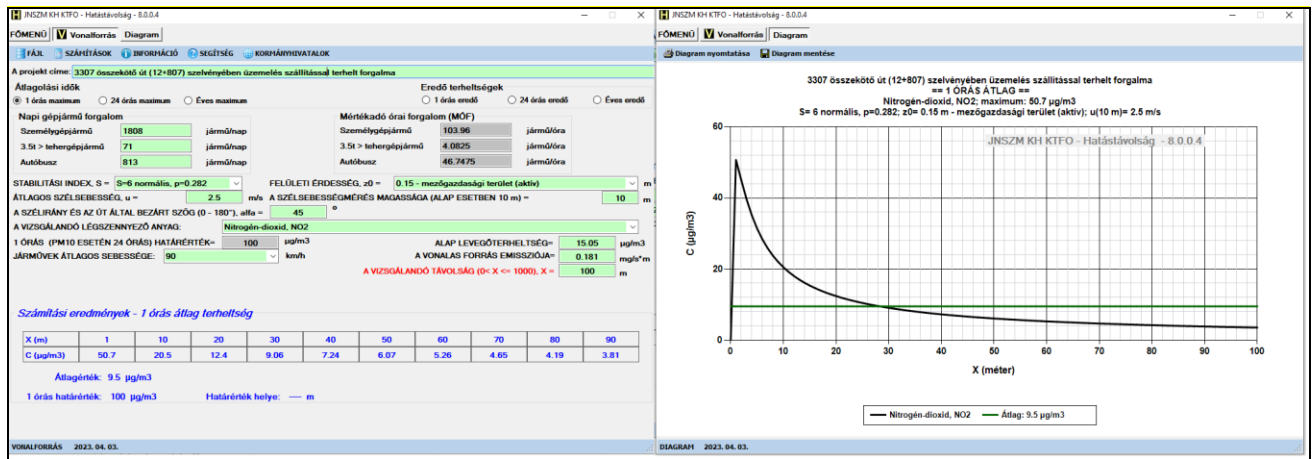 JNSZM KH KTFO - Hatástávolság - 8.0.0.4
FŐMENÜ Vonalforrás Diagram
FÁJL SZÁMÍTÁSOK INFORMÁCIÓ SEGÍTSÉG KORMÁNYHIVATALOK
A projekt címe: 3307 összekötő út (12+807) szelvényében üzemelés szállítással terhelt forgalma
Átlagolási idők Eredő terheltségek
1 órás maximum 24 órás maximum Éves maximum 1 órás eredő 24 órás eredő Éves eredő
Napi gépjármű forgalom Mértékadó órai forgalom (MÓF)
Személygépjármű 1808 jármű/nap Személygépjármű 103.96 jármű/óra
3.5t > tehergépjármű 71 jármű/nap 3.5t > tehergépjármű 4.0825 jármű/óra
Autóbusz 813 jármű/nap Autóbusz 46.7475 jármű/óra
STABILITÁSI INDEX, S = S=6 normális, p=0.282 FELÜLETI ÉRDESSÉG, z0 = 0.15 - mezőgazdasági terület (aktív) m
ÁTLAGOS SZÉLSEBESSÉG, u = 2.5 m/s A SZÉLSEBESSÉGMÉRÉS MAGASSÁGA (ALAP ESETBEN 10 m) = 10 m
A SZÉLIRÁNY ÉS AZ ÚT ÁLTAL BEZÁRT SZÖG (0 - 180°), alfa = 45 °
A VIZSGÁLANDÓ LÉGSZENNYEZŐ ANYAG: Nitrogén-dioxid, NO2
1 ÓRÁS (PM10 ESETÉN 24 ÓRÁS) HATÁRÉRTÉK= 100 µg/m3 ALAP LEVEGŐTERHELTSÉG= 15.05 µg/m3
JÁRMŰVEK ÁTLAGOS SEBESSÉGE: 90 km/h A VONALAS FORRÁS EMISSZIÓJA= 0.181 mg/s*m
A VIZSGÁLANDÓ TÁVOLSÁG (0< X <= 1000), X = 100 m
Számítási eredmények - 1 órás átlag terheltség
X (m) 1 10 20 30 40 50 60 70 80 90
C (µg/m3) 50.7 20.5 12.4 9.06 7.24 6.07 5.26 4.65 4.19 3.81
Átlagérték: 9.5 µg/m3
1 órás határérték: 100 µg/m3 Határérték helye: --- m
VONALFORRÁS 2023. 04. 03.
JNSZM KH KTFO - Hatástávolság - 8.0.0.4
FŐMENÜ Vonalforrás Diagram
Diagram nyomtatása Diagram mentése
3307 összekötő út (12+807) szelvényében üzemelés szállítással terhelt forgalma
== 1 ÓRÁS ÁTLAG ==
Nitrogén-dioxid, NO2; maximum: 50.7 µg/m3
S= 6 normális, p=0.282; z0= 0.15 m - mezőgazdasági terület (aktív); u(10 m)= 2.5 m/s
JNSZM KH KTFO - Hatástávolság - 8.0.0.4
C (µg/m3)
60
40
20
0
0 10 20 30 40 50 60 70 80 90 100
X (méter)
Nitrogén-dioxid, NO2 Átlag: 9.5 µg/m3
DIAGRAM 2023. 04. 03.